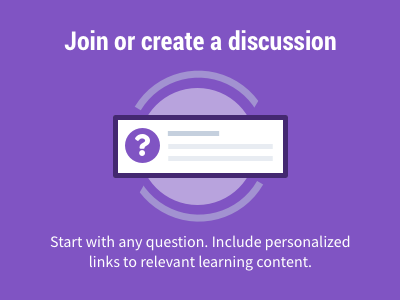 Join or create a discussion
?
Start with any question. Include personalized
links to relevant learning content.